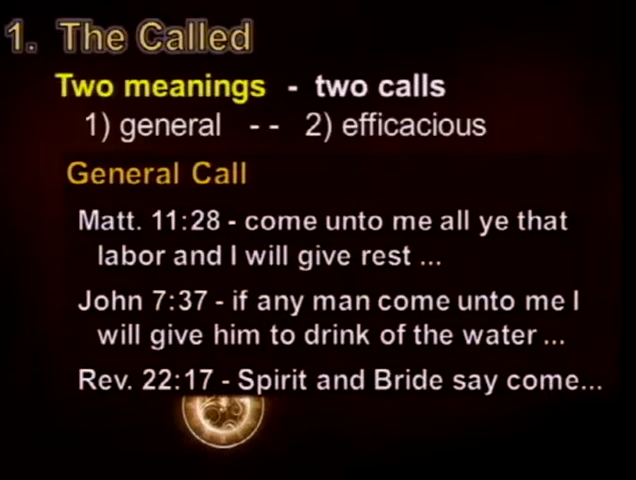 1. The Called
Two meanings - two calls
1) general -- 2) efficacious
General Call
Matt. 11:28 - come unto me all ye that
labor and I will give rest ...
John 7:37 - if any man come unto me I
will give him to drink of the water ...
Rev. 22:17 - Spirit and Bride say come...